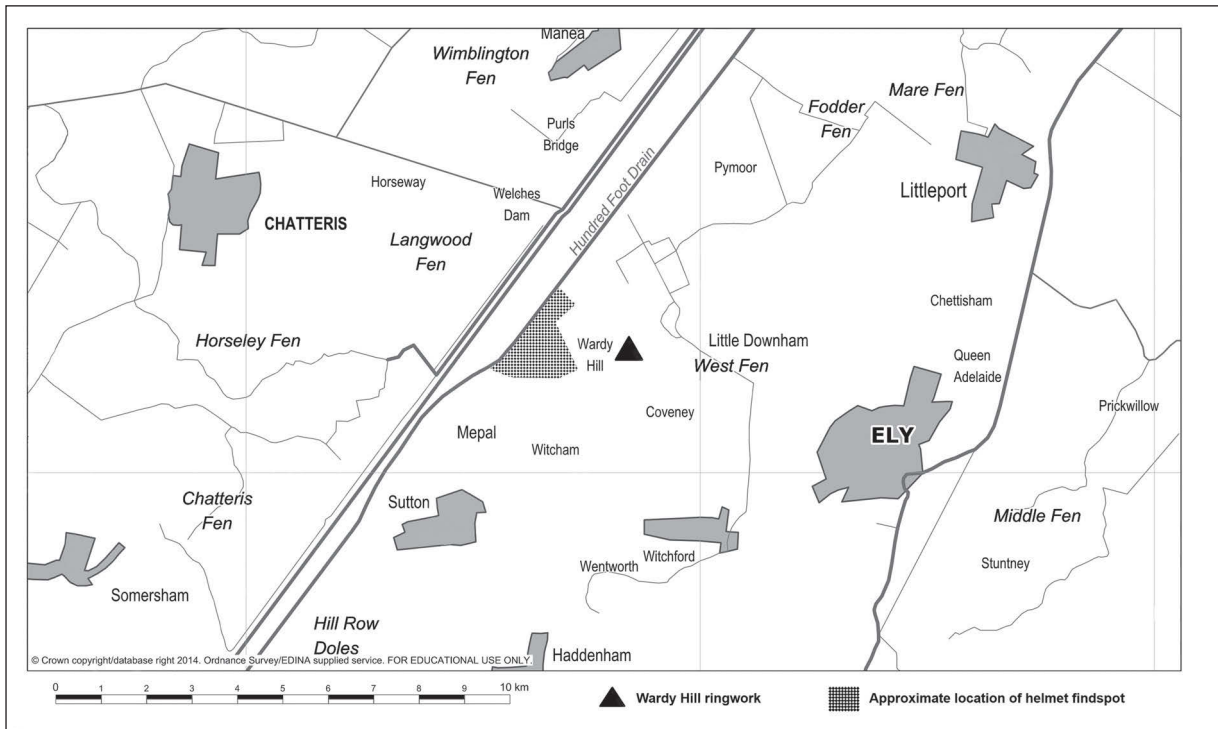 Manea
Wimblington
Fen
Mare Fen
Fodder
Fen
Purls
Bridge
Pymoor
Horseway
Welches
Dam
Littleport
CHATTERIS
Hundred Foot Drain
Langwood
Fen
Chettisham
Horseley Fen
Wardy
Hill
Little Downham
West Fen
Queen
Adelaide
Prickwillow
Coveney
Mepal
Witcham
ELY
Chatteris
Fen
Sutton
Middle Fen
Witchford
Wentworth
Stuntney
Somersham
Hill Row
Doles
Haddenham
© Crown copyright/database right 2014. Ordnance Survey/EDINA supplied service. FOR EDUCATIONAL USE ONLY.
0 1 2 3 4 5 6 7 8 9 10 km
Wardy Hill ringwork
Approximate location of helmet findspot